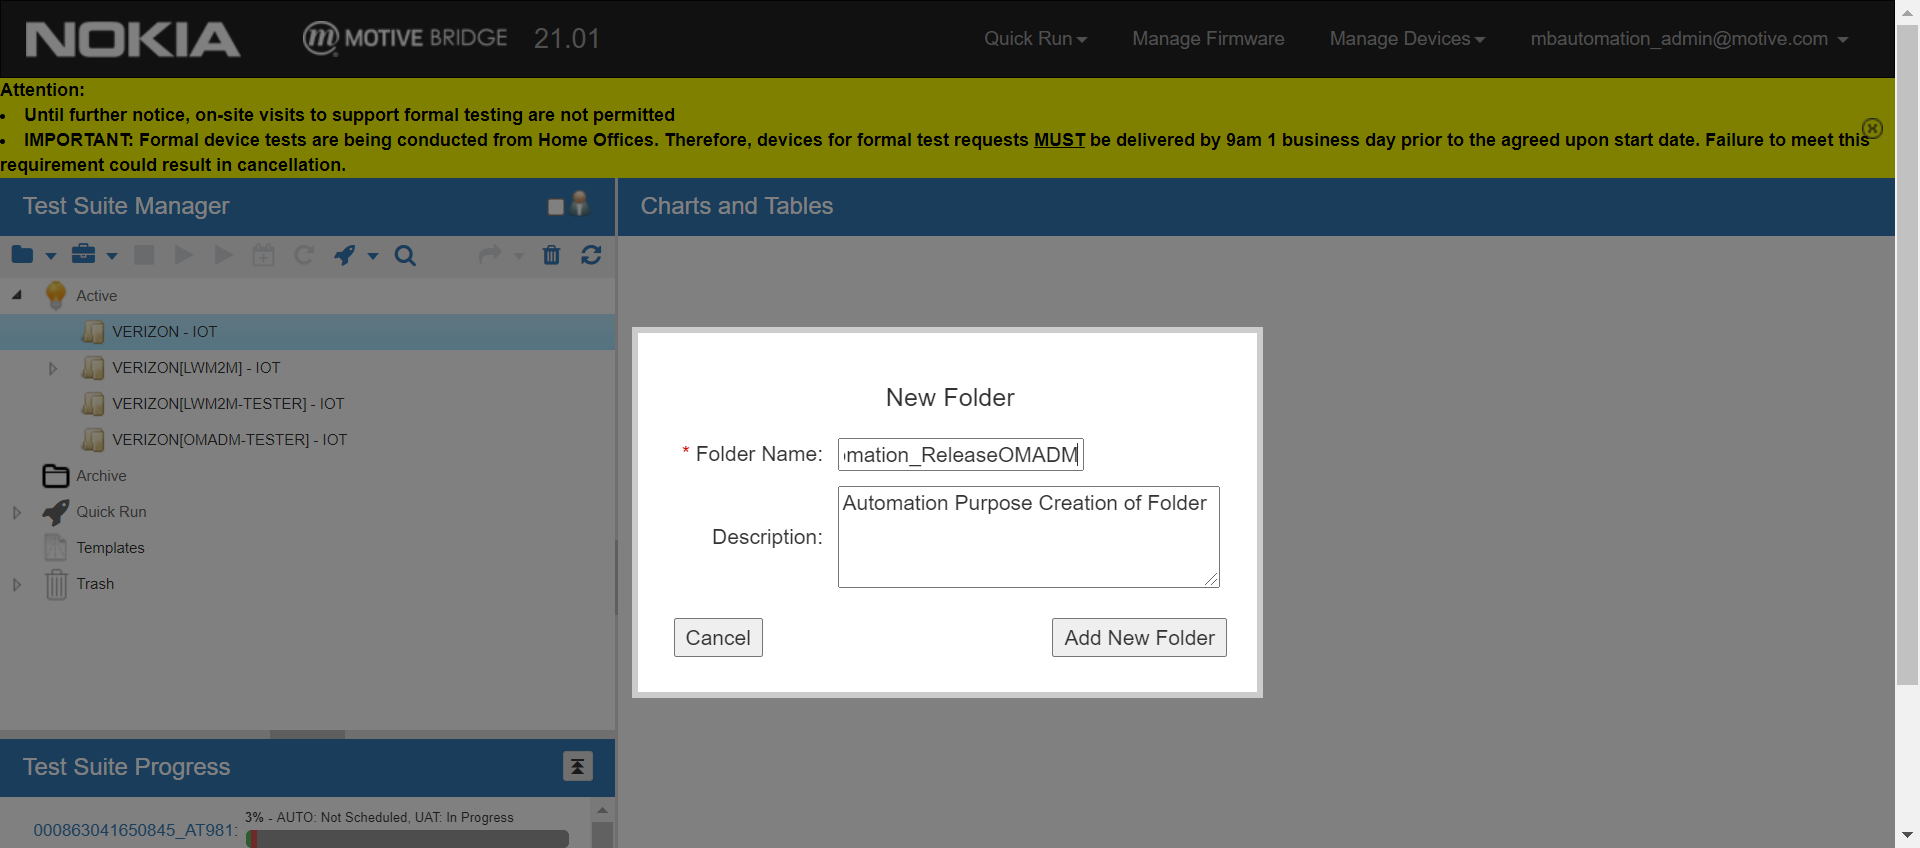 NOKIA
m MOTIVE BRIDGE 21.01
Quick Run
Manage Firmware
Manage Devices
mbautomation_admin@motive.com
Attention:
• Until further notice, on-site visits to support formal testing are not permitted
• IMPORTANT: Formal device tests are being conducted from Home Offices. Therefore, devices for formal test requests MUST be delivered by 9am 1 business day prior to the agreed upon start date. Failure to meet this
requirement could result in cancellation.
Test Suite Manager
Charts and Tables
Active
VERIZON - IOT
VERIZON[LWM2M] - IOT
VERIZON[LWM2M-TESTER] - IOT
VERIZON[OMADM-TESTER] - IOT
Archive
Quick Run
Templates
Trash
New Folder
* Folder Name: omation_ReleaseOMADM
Description: Automation Purpose Creation of Folder
Cancel
Add New Folder
Test Suite Progress
3% - AUTO: Not Scheduled, UAT: In Progress
000863041650845_AT981: